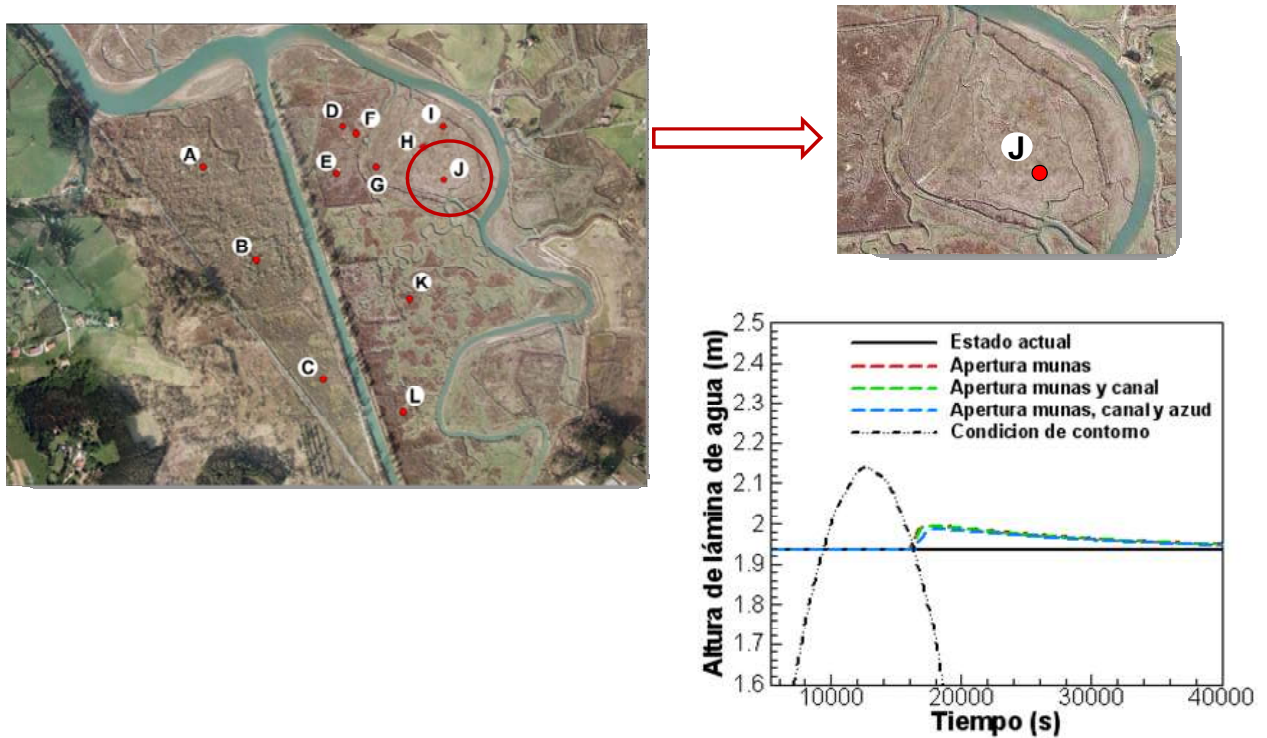 A
B
C
D
E
F
G
H
I
J
K
L
J
Altura de lámina de agua (m)
2.5
2.4
2.3
2.2
2.1
2
1.9
1.8
1.7
1.6
Estado actual
Apertura munas
Apertura munas y canal
Apertura munas, canal y azud
Condicion de contorno
10000 20000 30000 40000
Tiempo (s)